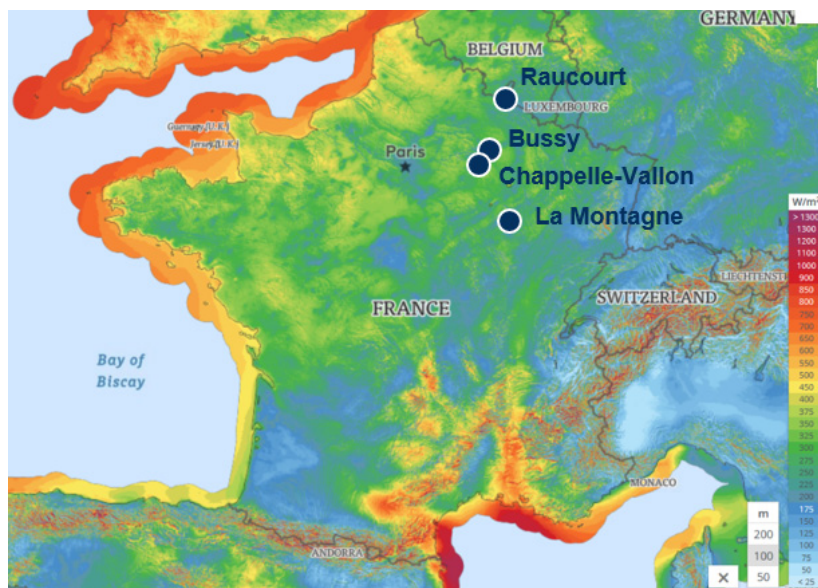 GERMANY
BELGIUM
Raucourt
LUXEMBOURG
Guernsey (U.K.)
Jersey (U.K.)
Paris
Bussy
Chappelle-Vallon
La Montagne
W/m²
> 1300
1300
1200
1100
1000
900
850
800
750
700
650
600
550
500
450
400
375
350
325
300
275
250
225
200
175
150
125
100
75
50
< 25
LIECHTENST
SWITZERLAND
FRANCE
Bay of
Biscay
MONACO
ANDORRA
m
200
100
50